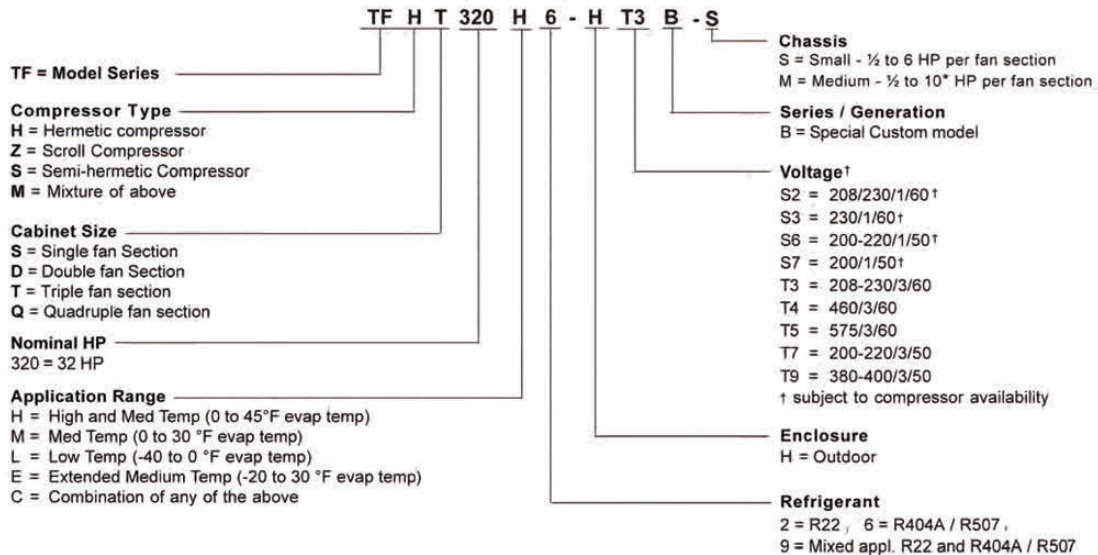 TF H T 320 H 6 - H T3 B - S
TF = Model Series
Compressor Type
H = Hermetic compressor
Z = Scroll Compressor
S = Semi-hermetic Compressor
M = Mixture of above
Cabinet Size
S = Single fan Section
D = Double fan Section
T = Triple fan section
Q = Quadruple fan section
Nominal HP
320 = 32 HP
Application Range
H = High and Med Temp (0 to 45°F evap temp)
M = Med Temp (0 to 30 °F evap temp)
L = Low Temp (-40 to 0 °F evap temp)
E = Extended Medium Temp (-20 to 30 °F evap temp)
C = Combination of any of the above
Chassis
S = Small - ½ to 6 HP per fan section
M = Medium - ½ to 10* HP per fan section
Series / Generation
B = Special Custom model
Voltage†
S2 = 208/230/1/60†
S3 = 230/1/60†
S6 = 200-220/1/50†
S7 = 200/1/50†
T3 = 208-230/3/60
T4 = 460/3/60
T5 = 575/3/60
T7 = 200-220/3/50
T9 = 380-400/3/50
† subject to compressor availability
Enclosure
H = Outdoor
Refrigerant
2 = R22 , 6 = R404A / R507 ,
9 = Mixed appl. R22 and R404A / R507